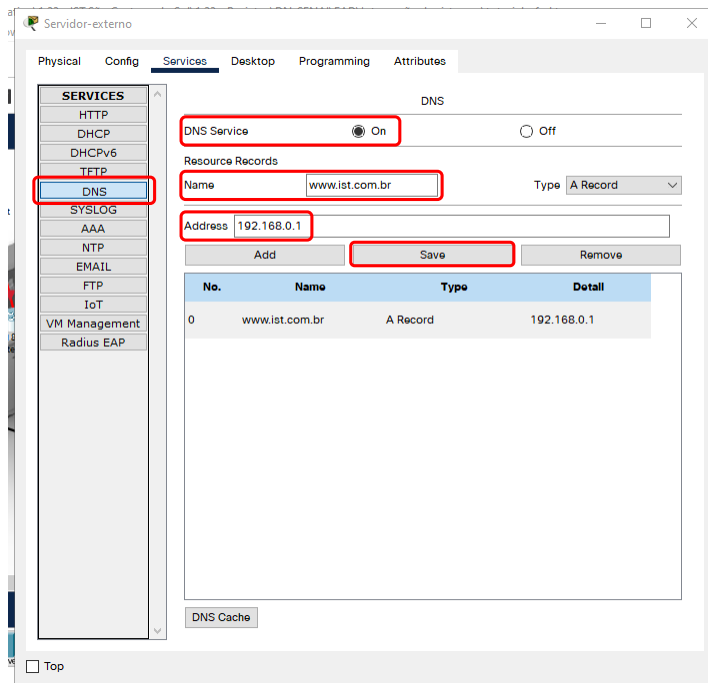 Servidor-externo
Physical Config Services Desktop Programming Attributes
SERVICES
HTTP
DHCP
DHCPv6
TFTP
DNS
SYSLOG
AAA
NTP
EMAIL
FTP
IoT
VM Management
Radius EAP
DNS
DNS Service On Off
Resource Records
Name www.ist.com.br Type A Record
Address 192.168.0.1
Add Save Remove
No. Name Type Detail
0 www.ist.com.br A Record 192.168.0.1
DNS Cache
Top